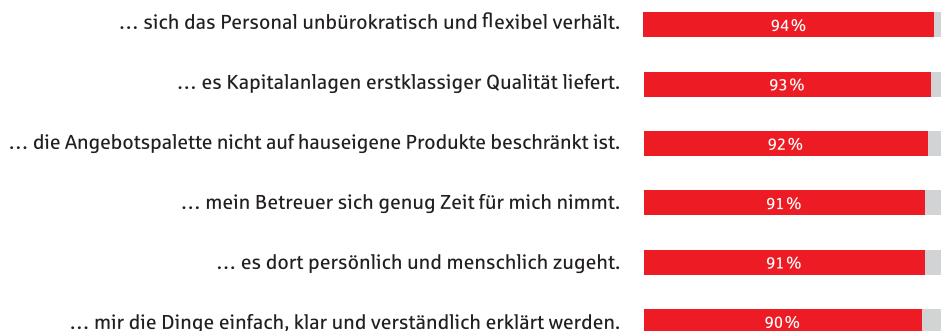 … sich das Personal unbürokratisch und flexibel verhält. 94%
… es Kapitalanlagen erstklassiger Qualität liefert. 93%
… die Angebotspalette nicht auf hauseigene Produkte beschränkt ist. 92%
… mein Betreuer sich genug Zeit für mich nimmt. 91%
… es dort persönlich und menschlich zugeht. 91%
… mir die Dinge einfach, klar und verständlich erklärt werden. 90%